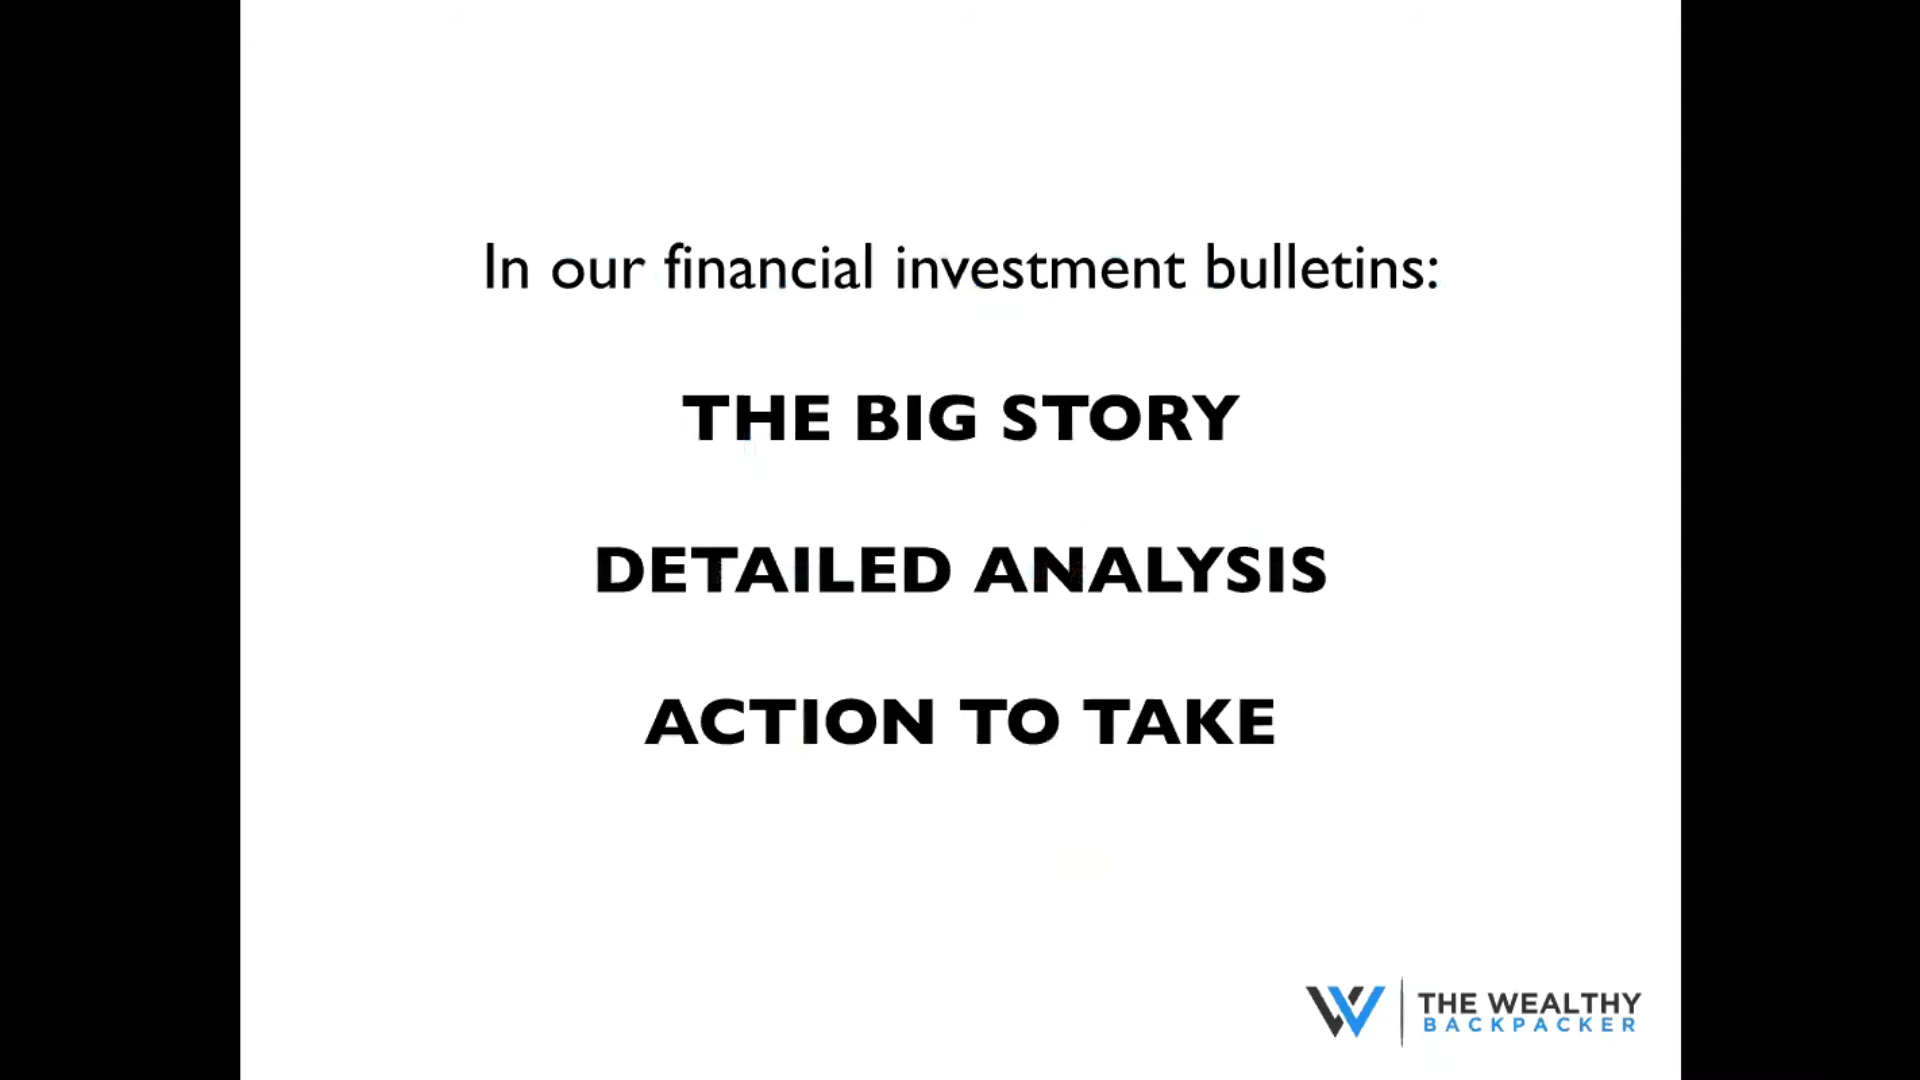 In our financial investment bulletins:
THE BIG STORY
DETAILED ANALYSIS
ACTION TO TAKE
THE WEALTHY
BACKPACKER